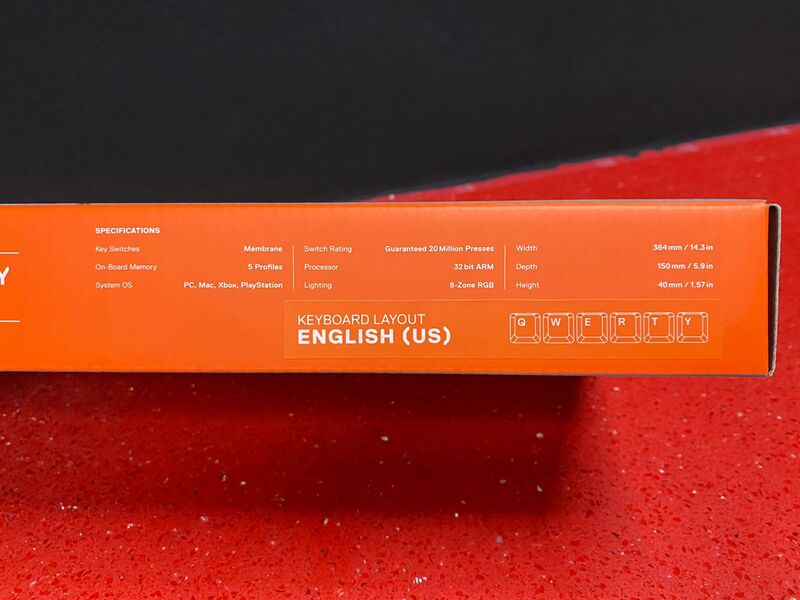 Y
SPECIFICATIONS
Key Switches Membrane
On-Board Memory 5 Profiles
System OS PC, Mac, Xbox, PlayStation
Switch Rating Guaranteed 20 Million Presses
Processor 32 bit ARM
Lighting 8-Zone RGB
Width 364 mm / 14.3 in
Depth 150 mm / 5.9 in
Height 40 mm / 1.57 in
KEYBOARD LAYOUT
ENGLISH (US)
Q W E R T Y